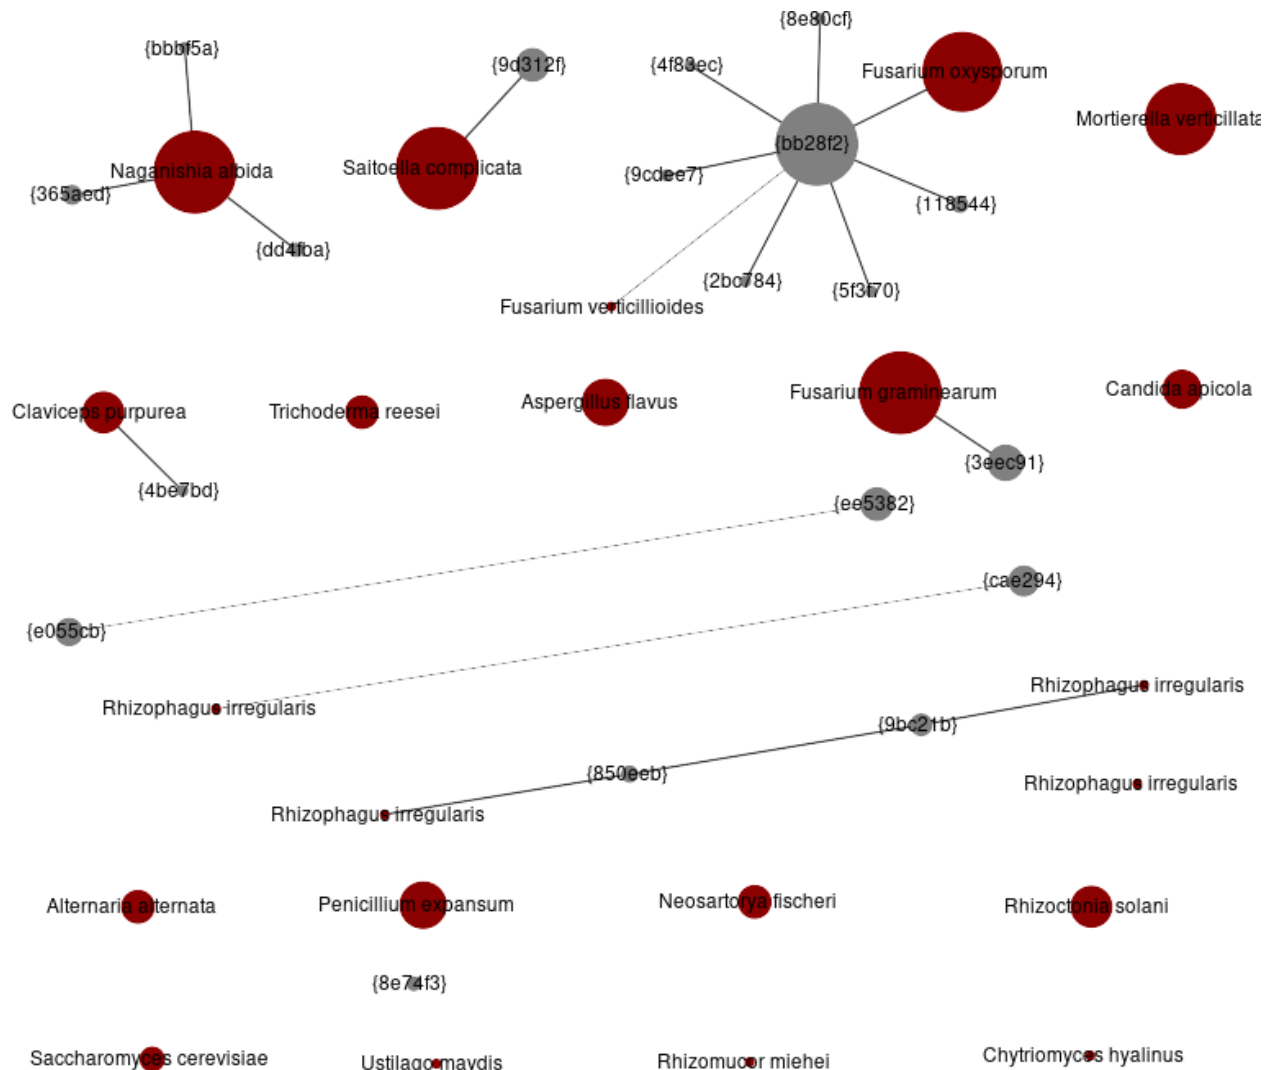 {8e80cf}
{bbbf5a}
{9d312f}
{4f83ec}
Fusarium oxysporum
Mortierella verticillata
{bb28f2}
Naganishia albida
Saitoella complicata
{9cdee7}
{365aed}
{118544}
{dd4fba}
{2bc784}
{5f3f70}
Fusarium verticillioides
Claviceps purpurea
Trichoderma reesei
Aspergillus flavus
Fusarium graminearum
Candida apicola
{3eec91}
{4be7bd}
{ee5382}
{cae294}
{e055cb}
Rhizophagus irregularis
Rhizophagus irregularis
{9bc21b}
{850eeb}
Rhizophagus irregularis
Rhizophagus irregularis
Alternaria alternata
Penicillium expansum
Neosartorya fischeri
Rhizoctonia solani
{8e74f3}
Saccharomyces cerevisiae
Ustilago maydis
Rhizomucor miehei
Chytriomyces hyalinus